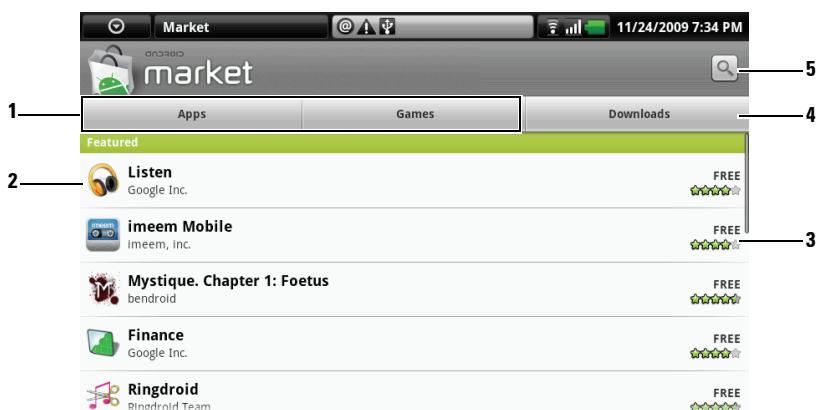 Market
@
11/24/2009 7:34 PM
ANDROID
market
5
1
Apps
Games
Downloads
4
Featured
2
Listen
Google Inc.
FREE
imeem
imeem Mobile
imeem, inc.
FREE
3
M
Mystique. Chapter 1: Foetus
bendroid
FREE
Finance
Google Inc.
FREE
Ringdroid
Ringdroid Team
FREE